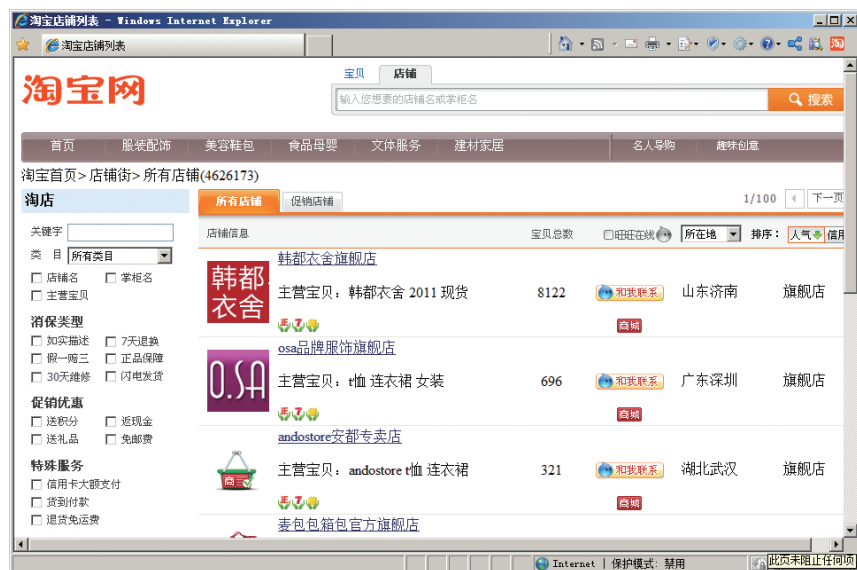 淘宝店铺列表 - Windows Internet Explorer
淘宝店铺列表
淘宝网
宝贝 店铺
输入您想要的店铺名或掌柜名
搜索
首页 服装配饰 美容鞋包 食品母婴 文体服务 建材家居 名人导购 趣味创意
淘宝首页> 店铺街> 所有店铺(4626173)
淘店
所有店铺 促销店铺 1/100 下一页
关键字
店铺信息 宝贝总数 旺旺在线 所在地 排序: 人气 信用
类 目 所有类目
店铺名 掌柜名
主营宝贝
消保类型
如实描述 7天退换
假一赔三 正品保障
30天维修 闪电发货
促销优惠
送积分 返现金
送礼品 免邮费
特殊服务
信用卡大额支付
货到付款
退货免运费
韩都衣舍旗舰店
韩都
衣舍
主营宝贝：韩都衣舍 2011 现货 8122 和我联系 山东济南 旗舰店
正 7
商城
osa品牌服饰旗舰店
O.SA
主营宝贝：t恤 连衣裙 女装 696 和我联系 广东深圳 旗舰店
正 7
商城
andostore安都专卖店
商
主营宝贝：andostore t恤 连衣裙 321 和我联系 湖北武汉 旗舰店
正 7
商城
麦包包箱包官方旗舰店
Internet | 保护模式: 禁用
此页未阻止任何项